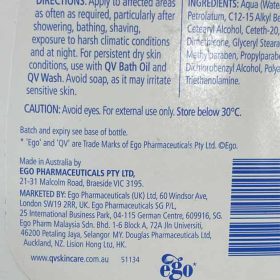 DIRECTIONS: Apply to affected areas
as often as required, particularly after
showering, bathing, shaving,
exposure to harsh climatic conditions
and at night. For persistent dry skin
conditions, use with QV Bath Oil and
QV Wash. Avoid soap, as it may irritate
sensitive skin.
INGREDIENTS: Aqua (Water
Petrolatum, C12-15 Alkyl Be
Cetearyl Alcohol, Ceteth-20,
Dimethicone, Glyceryl Steara
Methylparaben, Propylparabe
Dichlorobenzyl Alcohol, Polyvi
Triethanolamine.
CAUTION: Avoid eyes. For external use only. Store below 30°C.
Batch and expiry see base of bottle.
* 'Ego' and 'QV' are Trade Marks of Ego Pharmaceuticals Pty Ltd. ©Ego.
Made in Australia by
EGO PHARMACEUTICALS PTY LTD,
21-31 Malcolm Road, Braeside VIC 3195.
MARKETED BY: Ego Pharmaceuticals (UK) Ltd, 60 Windsor Ave,
London SW19 2RR, UK. Ego Pharmaceuticals SG P/L,
25 International Business Park, 04-115 German Centre, 609916, SG.
Ego Pharm Malaysia Sdn. Bhd. 1-6 Block A, 72A Jln Universiti,
46200 Petaling Jaya, Selangor MY. Douglas Pharmaceuticals Ltd,
Auckland, NZ. Lision Hong Ltd, HK.
www.qvskincare.com.au 51134
ego